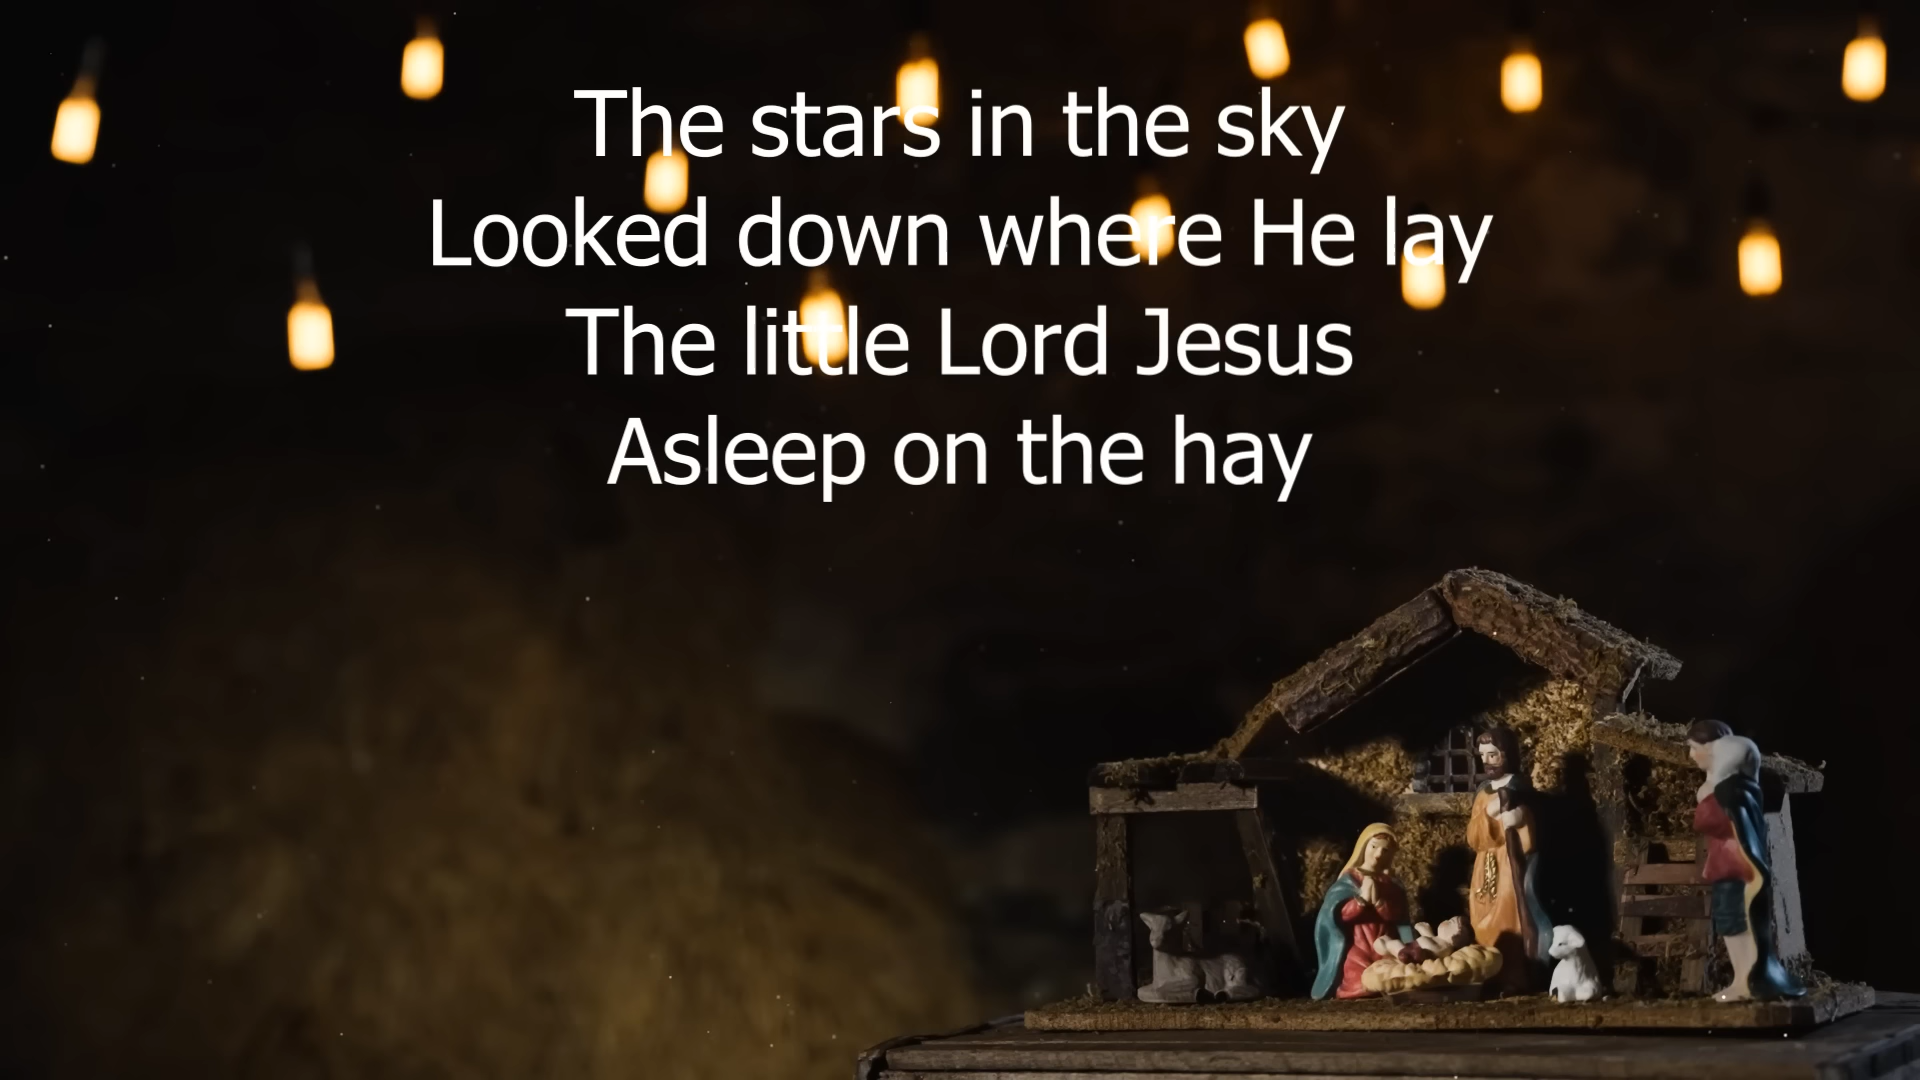 The stars in the sky
Looked down where He lay
The little Lord Jesus
Asleep on the hay